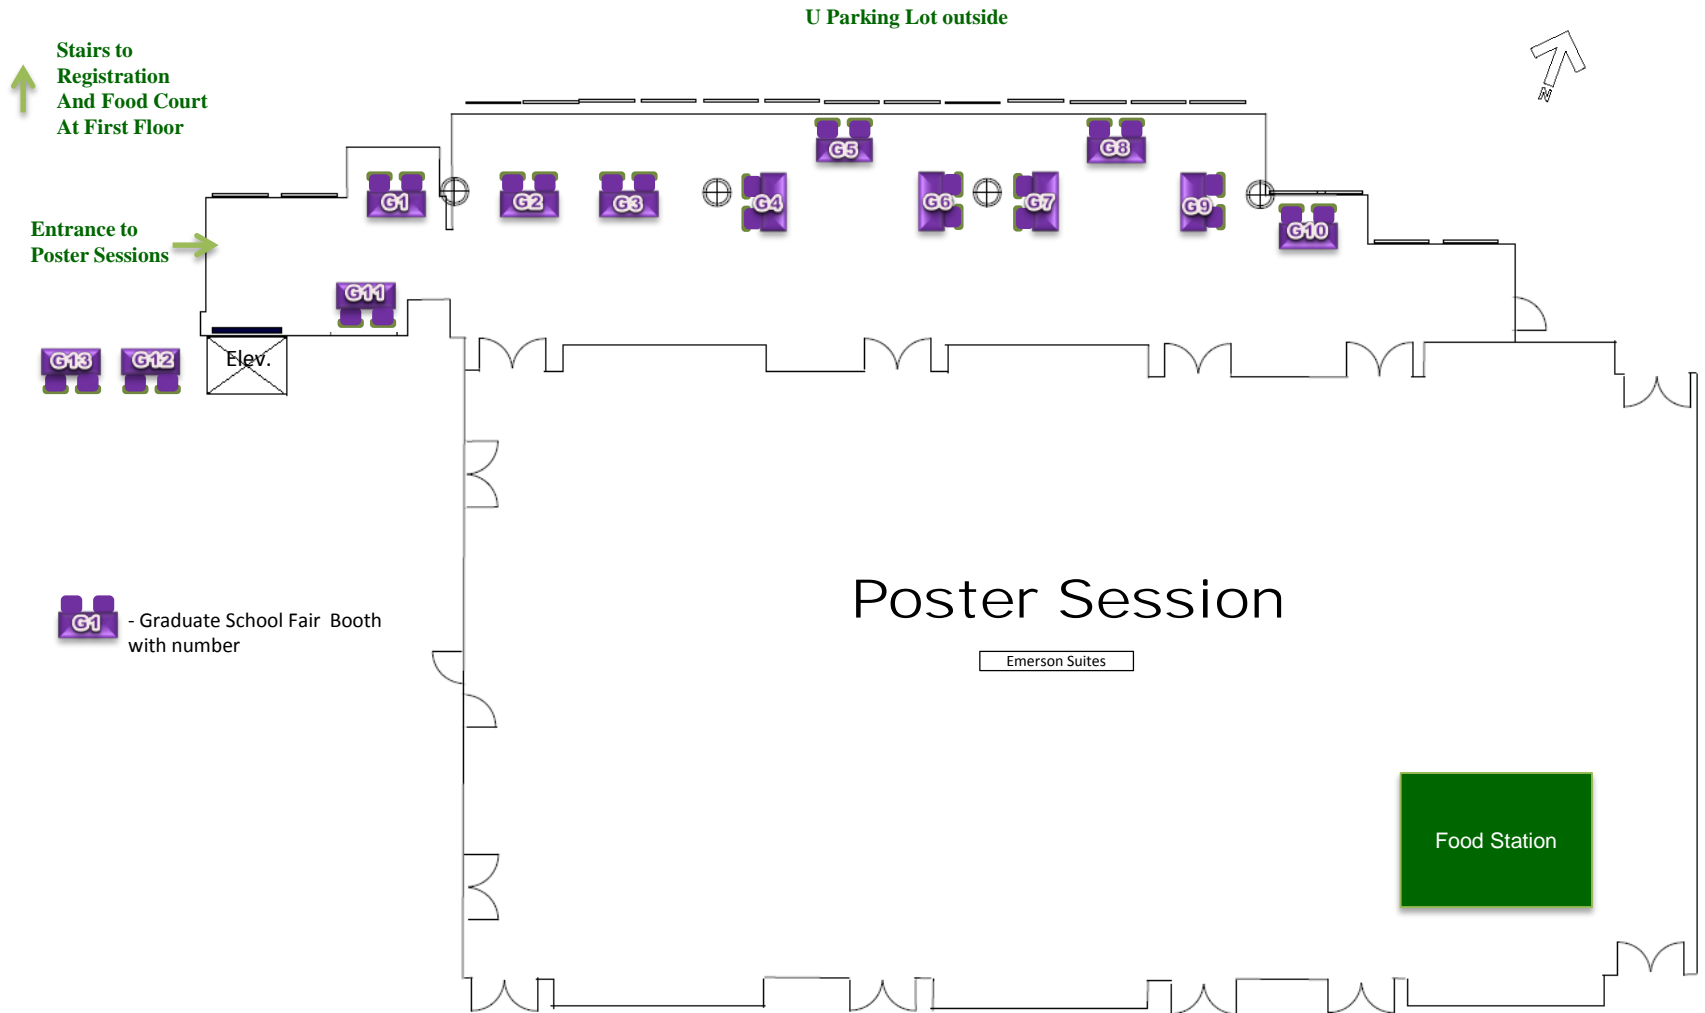 U Parking Lot outside
Stairs to
Registration
And Food Court
At First Floor
N
G5
G8
G1
G2
G3
G4
G6
G7
G9
G10
Entrance to
Poster Sessions
G11
G13
G12
Elev.
Poster Session
G1
- Graduate School Fair Booth
with number
Emerson Suites
Food Station